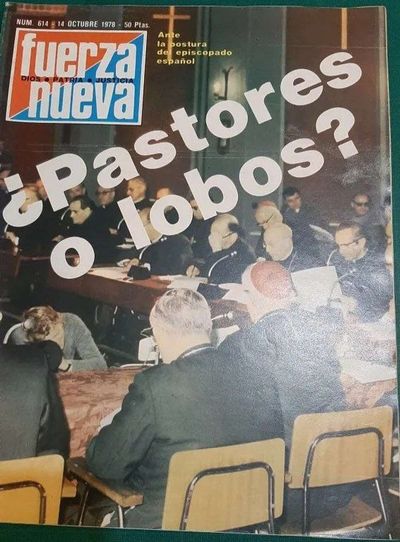 NUM. 614 - 14 OCTUBRE 1978 - 50 Ptas.
fuerza
DIOS • PATRIA • JUSTICIA
nueva
Ante
la postura
del episcopado
español
¿Pastores
o lobos?